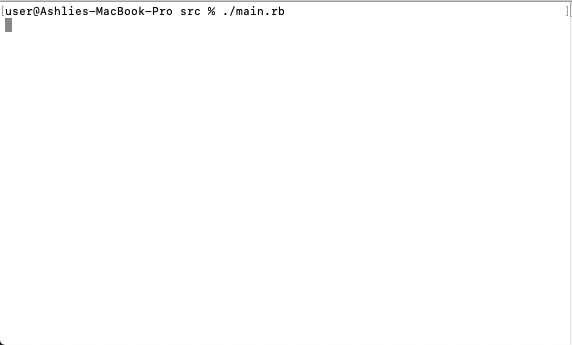 [user@Ashlies-MacBook-Pro src % ./main.rb ]